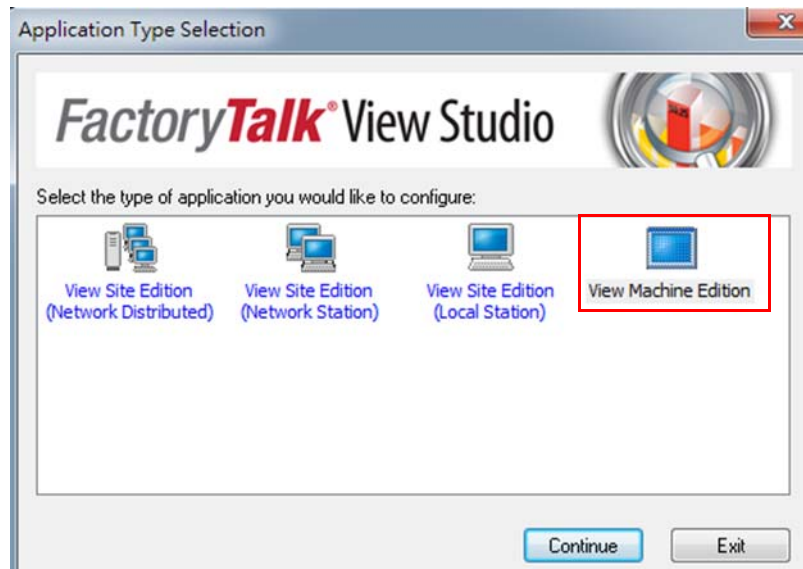 Application Type Selection
FactoryTalk® View Studio
Select the type of application you would like to configure:
View Site Edition
(Network Distributed)
View Site Edition
(Network Station)
View Site Edition
(Local Station)
View Machine Edition
Continue
Exit